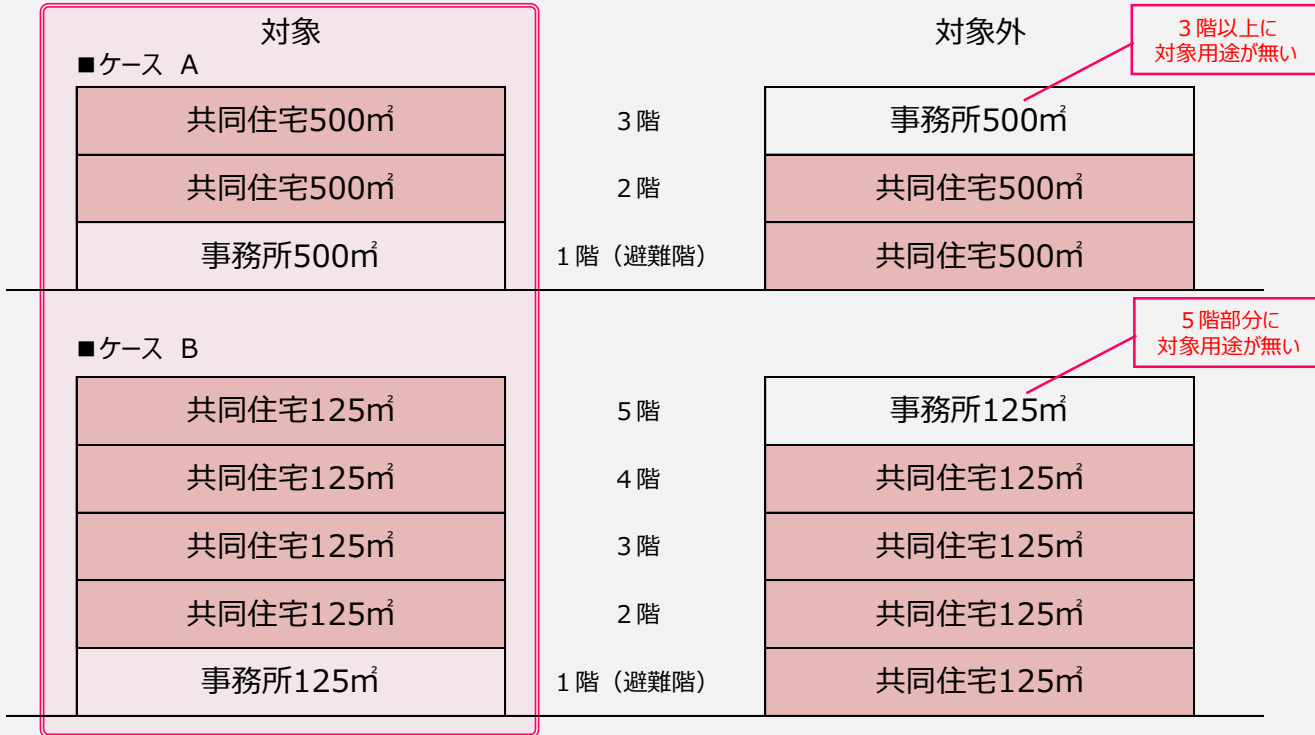 対象
対象外
３階以上に
対象用途が無い
■ケース A
共同住宅500㎡
３階
事務所500㎡
共同住宅500㎡
２階
共同住宅500㎡
事務所500㎡
１階（避難階）
共同住宅500㎡
５階部分に
対象用途が無い
■ケース B
共同住宅125㎡
５階
事務所125㎡
共同住宅125㎡
４階
共同住宅125㎡
共同住宅125㎡
３階
共同住宅125㎡
共同住宅125㎡
２階
共同住宅125㎡
事務所125㎡
１階（避難階）
共同住宅125㎡